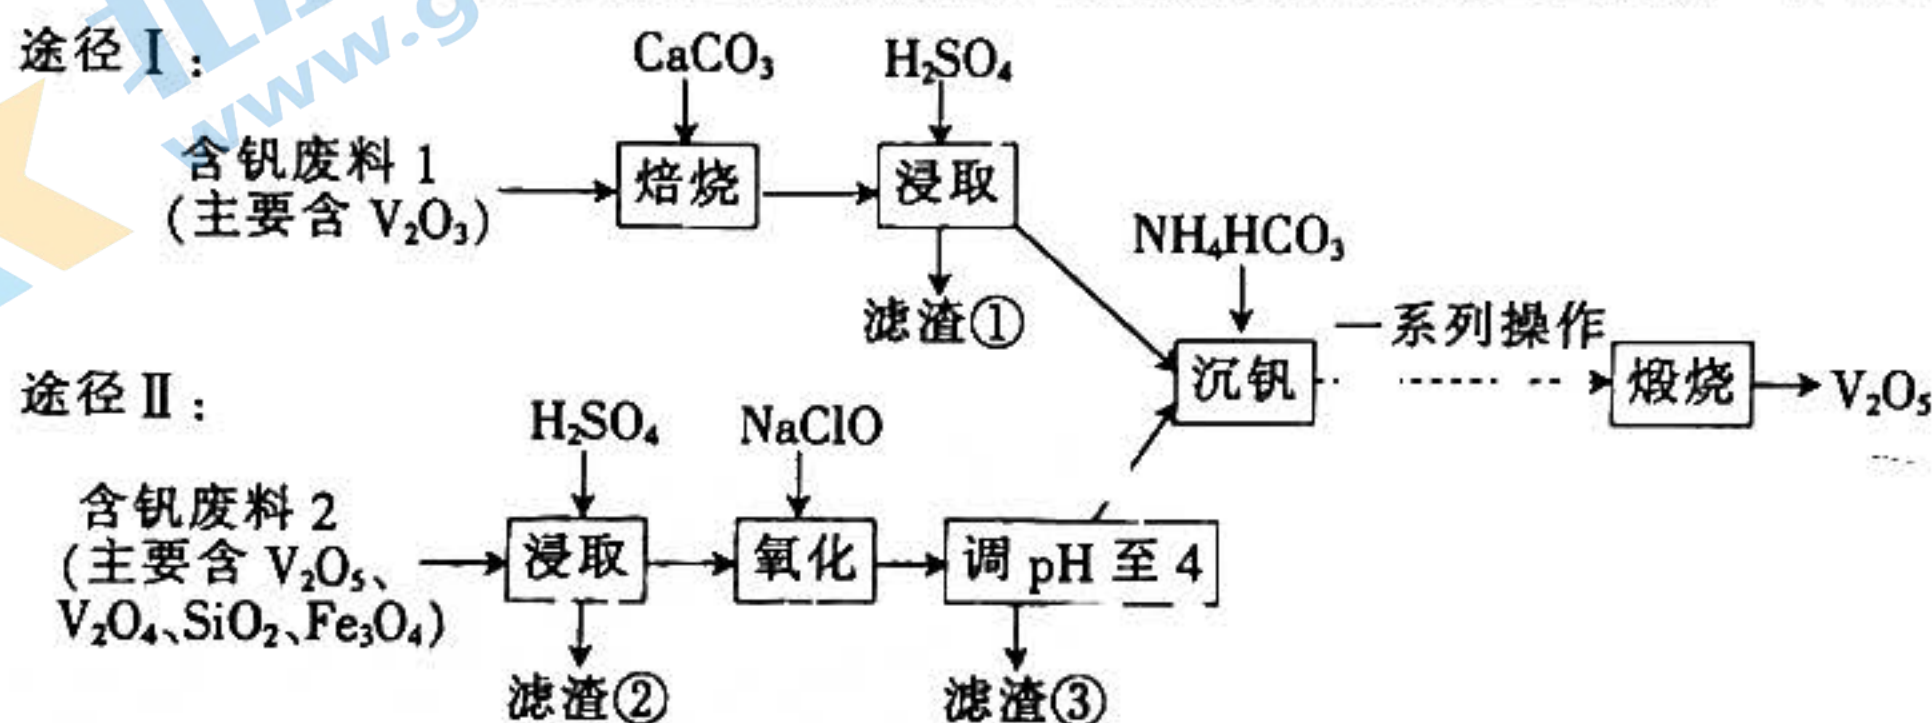 途径Ⅰ：
CaCO₃
H₂SO₄
含钒废料 1
(主要含 V₂O₃)
焙烧
浸取
滤渣①
NH₄HCO₃
沉钒
一系列操作
煅烧
V₂O₅
途径Ⅱ：
H₂SO₄
NaClO
含钒废料 2
(主要含 V₂O₅、
V₂O₄、SiO₂、Fe₃O₄)
浸取
氧化
调 pH 至 4
滤渣②
滤渣③
www.g